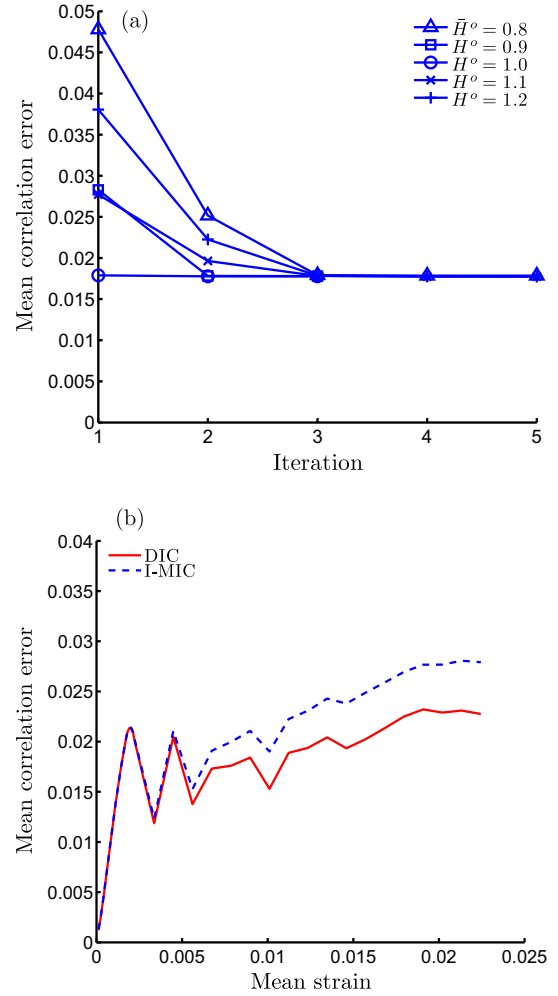 (a)
0.05
0.045
0.04
0.035
0.03
0.025
0.02
0.015
0.01
0.005
0
Mean correlation error
H̄ᵒ = 0.8
Hᵒ = 0.9
Hᵒ = 1.0
Hᵒ = 1.1
Hᵒ = 1.2
1 2 3 4 5
Iteration
(b)
0.04
0.035
0.03
0.025
0.02
0.015
0.01
0.005
0
Mean correlation error
DIC
I-MIC
0 0.005 0.01 0.015 0.02 0.025
Mean strain